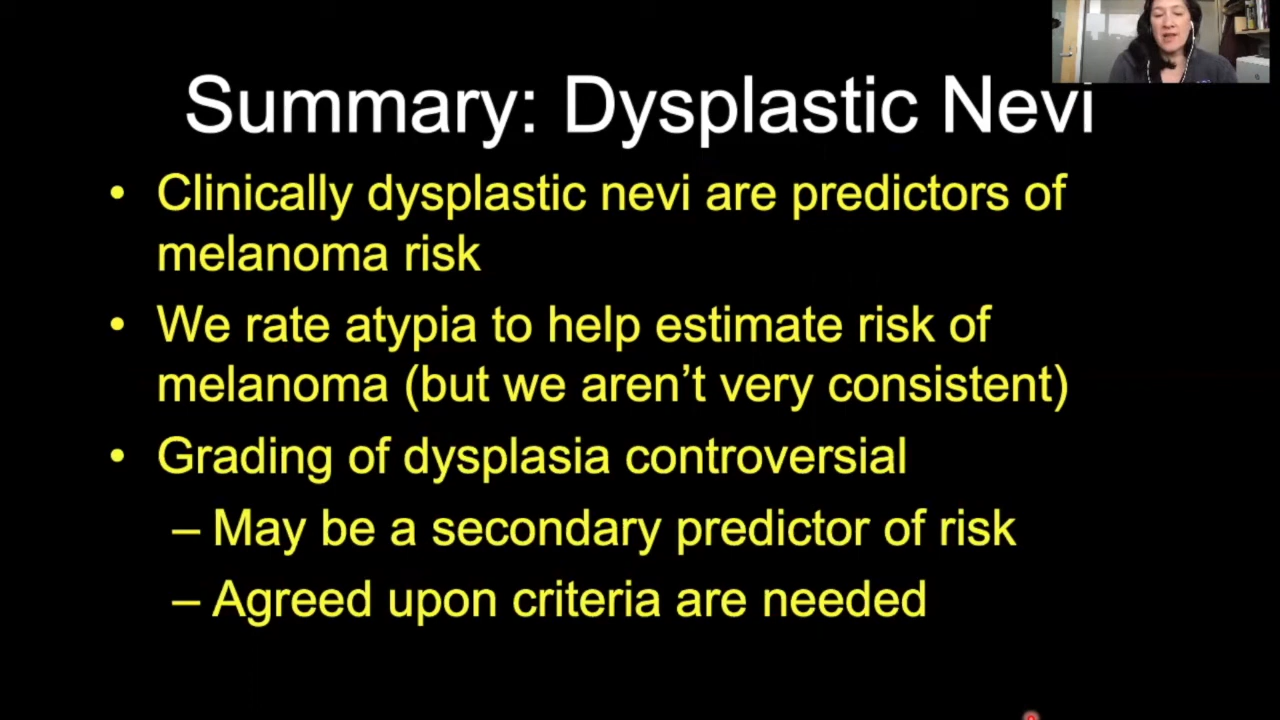 Summary: Dysplastic Nevi
• Clinically dysplastic nevi are predictors of
melanoma risk
• We rate atypia to help estimate risk of
melanoma (but we aren’t very consistent)
• Grading of dysplasia controversial
– May be a secondary predictor of risk
– Agreed upon criteria are needed